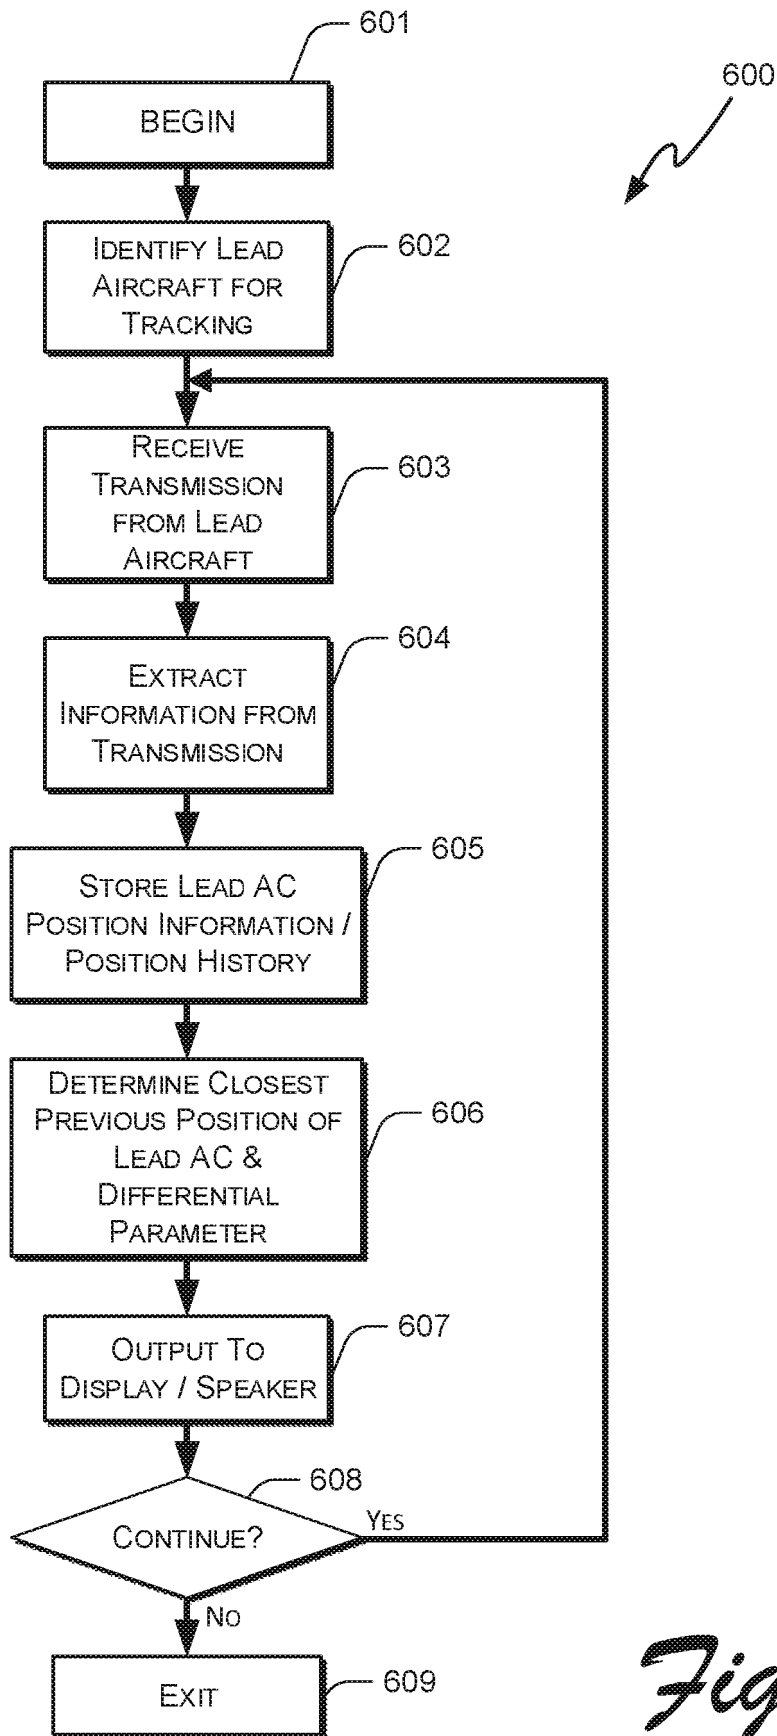 601
600
BEGIN
602
IDENTIFY LEAD
AIRCRAFT FOR
TRACKING
603
RECEIVE
TRANSMISSION
FROM LEAD
AIRCRAFT
604
EXTRACT
INFORMATION FROM
TRANSMISSION
605
STORE LEAD AC
POSITION INFORMATION /
POSITION HISTORY
606
DETERMINE CLOSEST
PREVIOUS POSITION OF
LEAD AC &
DIFFERENTIAL
PARAMETER
607
OUTPUT TO
DISPLAY / SPEAKER
608
CONTINUE?
YES
NO
EXIT
609
Fig